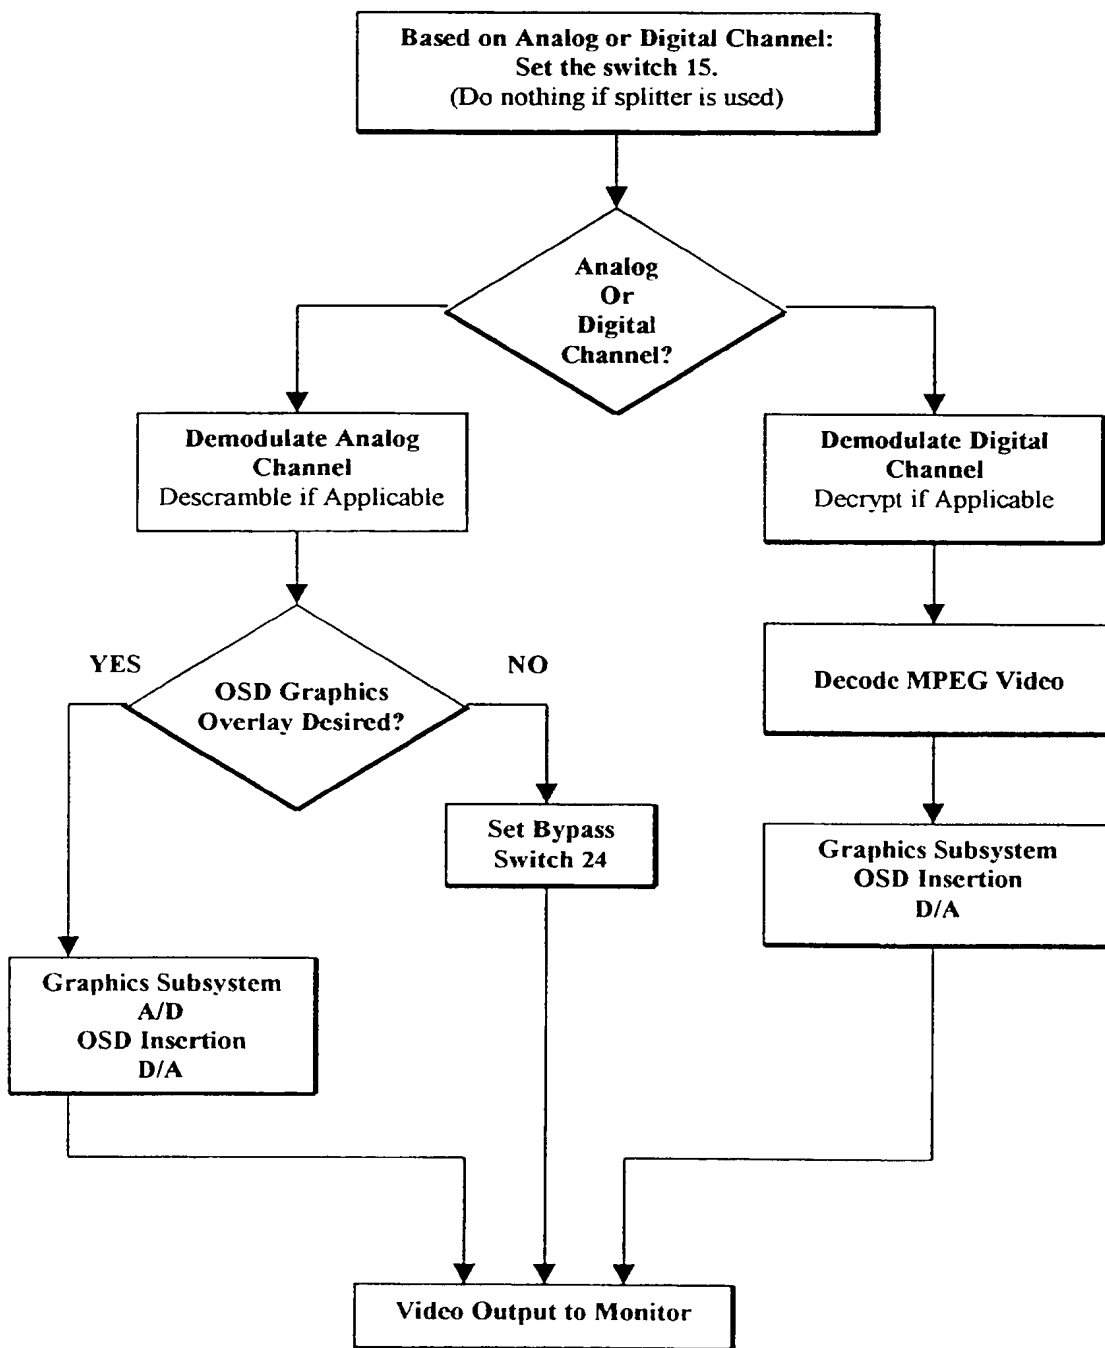 Based on Analog or Digital Channel:
Set the switch 15.
(Do nothing if splitter is used)
Analog
Or
Digital
Channel?
Demodulate Analog
Channel
Descramble if Applicable
Demodulate Digital
Channel
Decrypt if Applicable
YES
NO
OSD Graphics
Overlay Desired?
Decode MPEG Video
Set Bypass
Switch 24
Graphics Subsystem
OSD Insertion
D/A
Graphics Subsystem
A/D
OSD Insertion
D/A
Video Output to Monitor